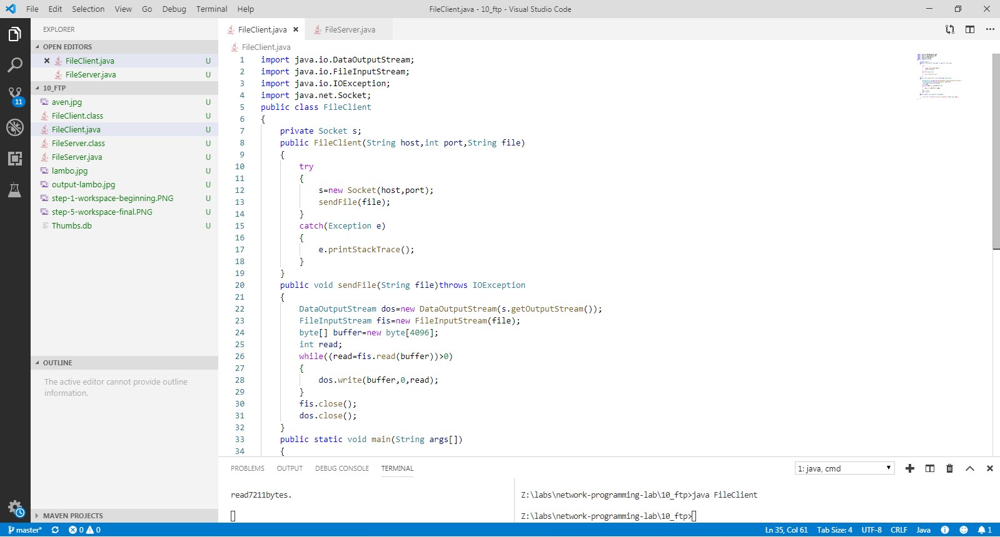 File Edit Selection View Go Debug Terminal Help
FileClient.java - 10_ftp - Visual Studio Code
EXPLORER
OPEN EDITORS
FileClient.java U
FileServer.java U
10_FTP
aven.jpg U
FileClient.class U
FileClient.java U
FileServer.class U
FileServer.java U
lambo.jpg U
output-lambo.jpg U
step-1-workspace-beginning.PNG U
step-5-workspace-final.PNG U
Thumbs.db U
11
OUTLINE
The active editor cannot provide outline
information.
MAVEN PROJECTS
FileClient.java FileServer.java
FileClient.java
1 import java.io.DataOutputStream;
2 import java.io.FileInputStream;
3 import java.io.IOException;
4 import java.net.Socket;
5 public class FileClient
6 {
7 private Socket s;
8 public FileClient(String host,int port,String file)
9 {
10 try
11 {
12 s=new Socket(host,port);
13 sendFile(file);
14 }
15 catch(Exception e)
16 {
17 e.printStackTrace();
18 }
19 }
20 public void sendFile(String file)throws IOException
21 {
22 DataOutputStream dos=new DataOutputStream(s.getOutputStream());
23 FileInputStream fis=new FileInputStream(file);
24 byte[] buffer=new byte[4096];
25 int read;
26 while((read=fis.read(buffer))>0)
27 {
28 dos.write(buffer,0,read);
29 }
30 fis.close();
31 dos.close();
32 }
33 public static void main(String args[])
34 {
PROBLEMS OUTPUT DEBUG CONSOLE TERMINAL
1: java, cmd
read7211bytes.
Z:\labs\network-programming-lab\10_ftp>java FileClient
Z:\labs\network-programming-lab\10_ftp>
master* 0 0
Ln 35, Col 61 Tab Size: 4 UTF-8 CRLF Java 1